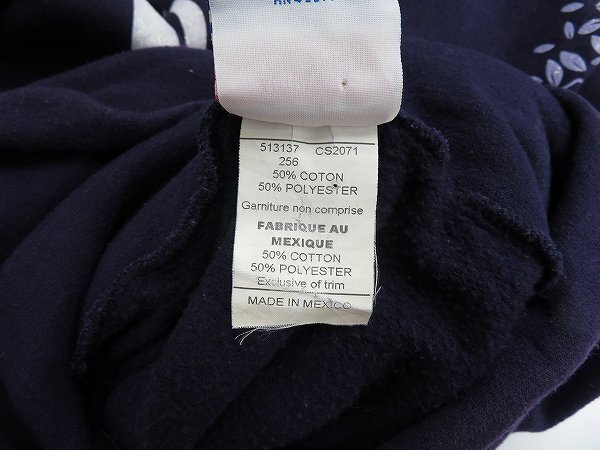 513137 CS2071
256
50% COTON
50% POLYESTER
Garniture non comprise
FABRIQUE AU
MEXIQUE
50% COTTON
50% POLYESTER
Exclusive of trim
MADE IN MEXICO